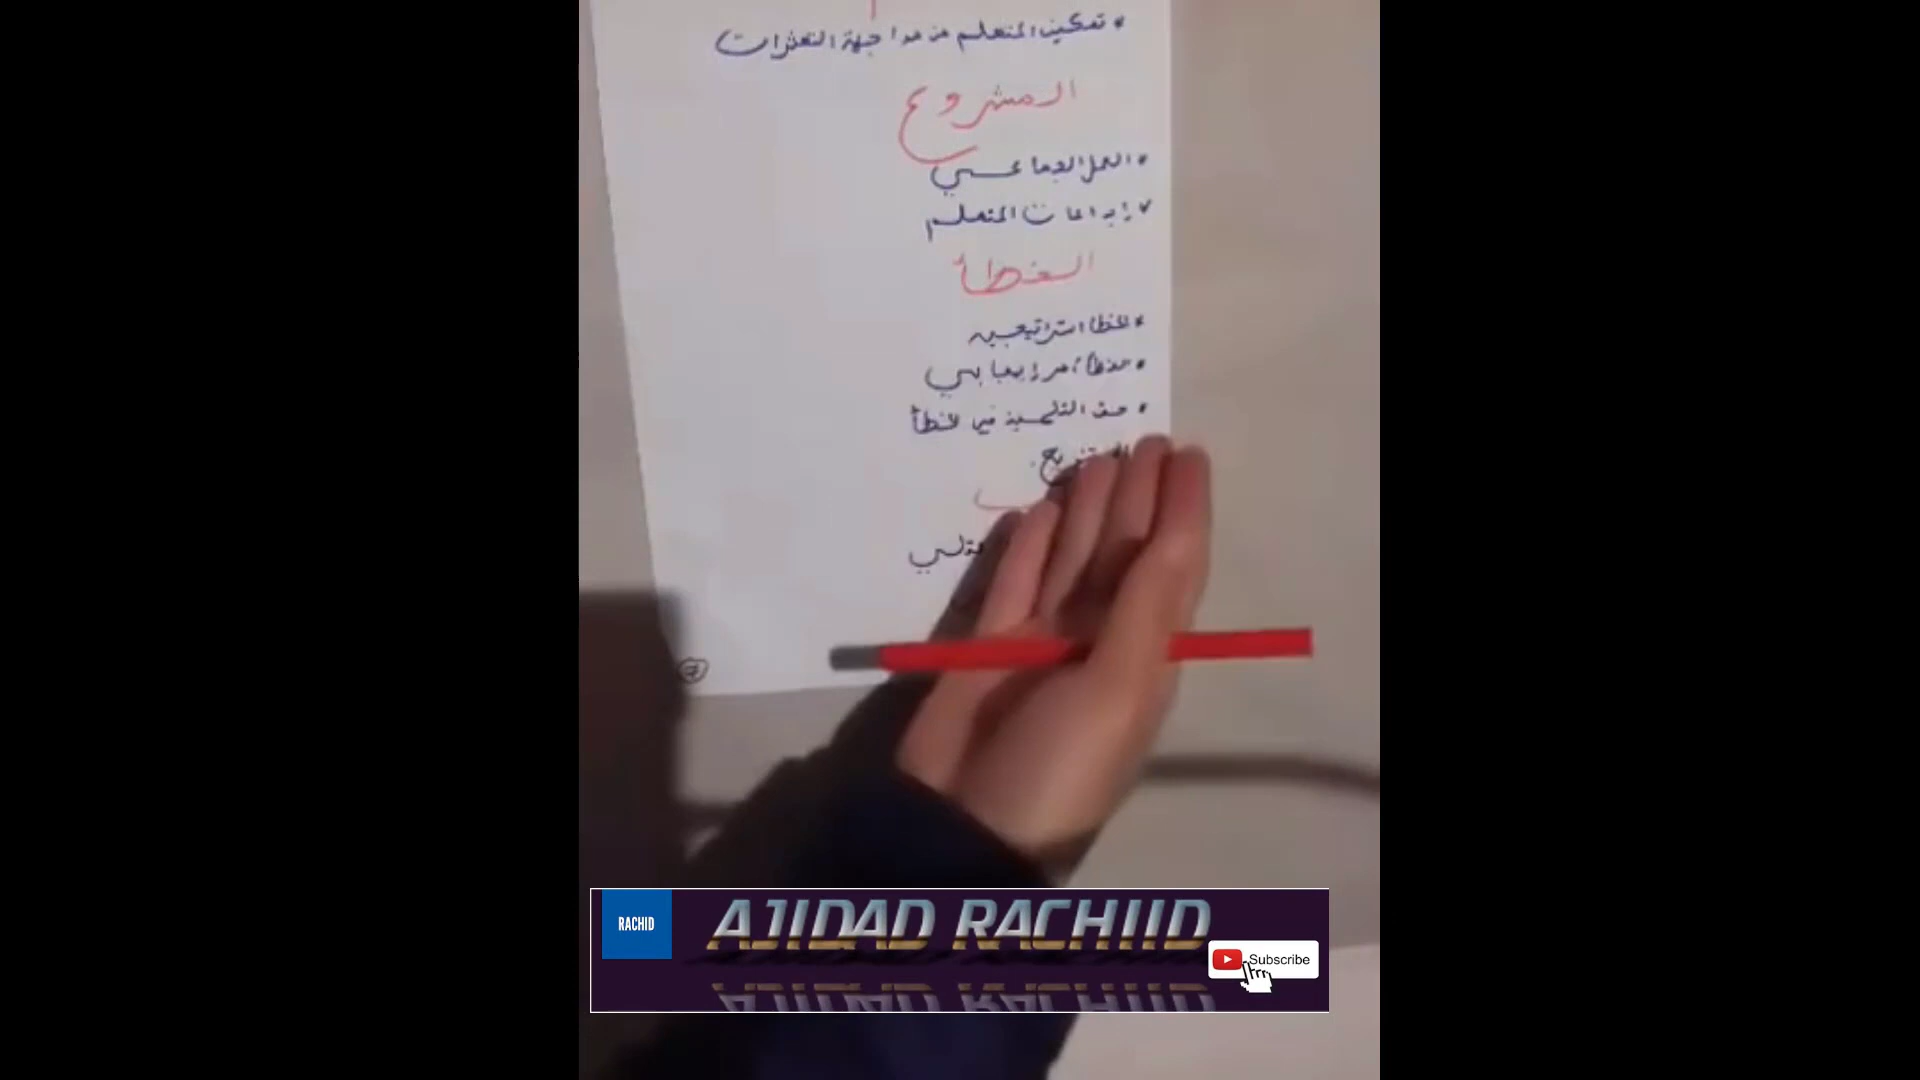 • تمكين المتعلم من مواجهة التعثرات
المشروع
• العمل الجماعي
• إبداعات المتعلم
الخطأ
• الخطأ استراتيجية
• خطأ أمر إيجابي
• حق التلميذ في الخطأ
RACHID
AJIDAD RACHIID
Subscribe